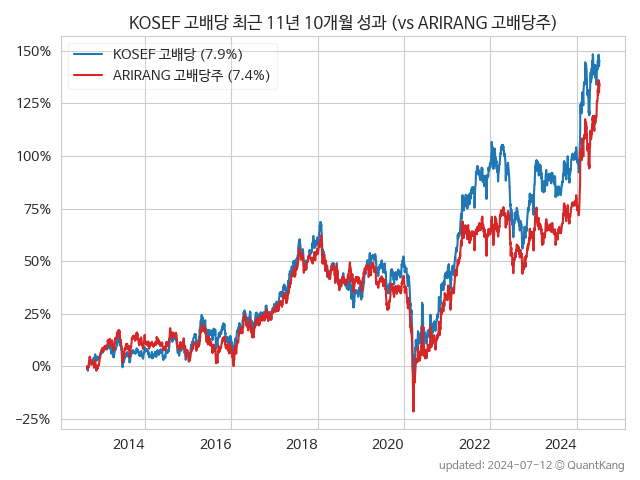 KOSEF 고배당 최근 11년 10개월 성과 (vs ARIRANG 고배당주)
150%
KOSEF 고배당 (7.9%)
ARIRANG 고배당주 (7.4%)
125%
100%
75%
50%
25%
0%
−25%
2014 2016 2018 2020 2022 2024
updated: 2024-07-12 © QuantKang